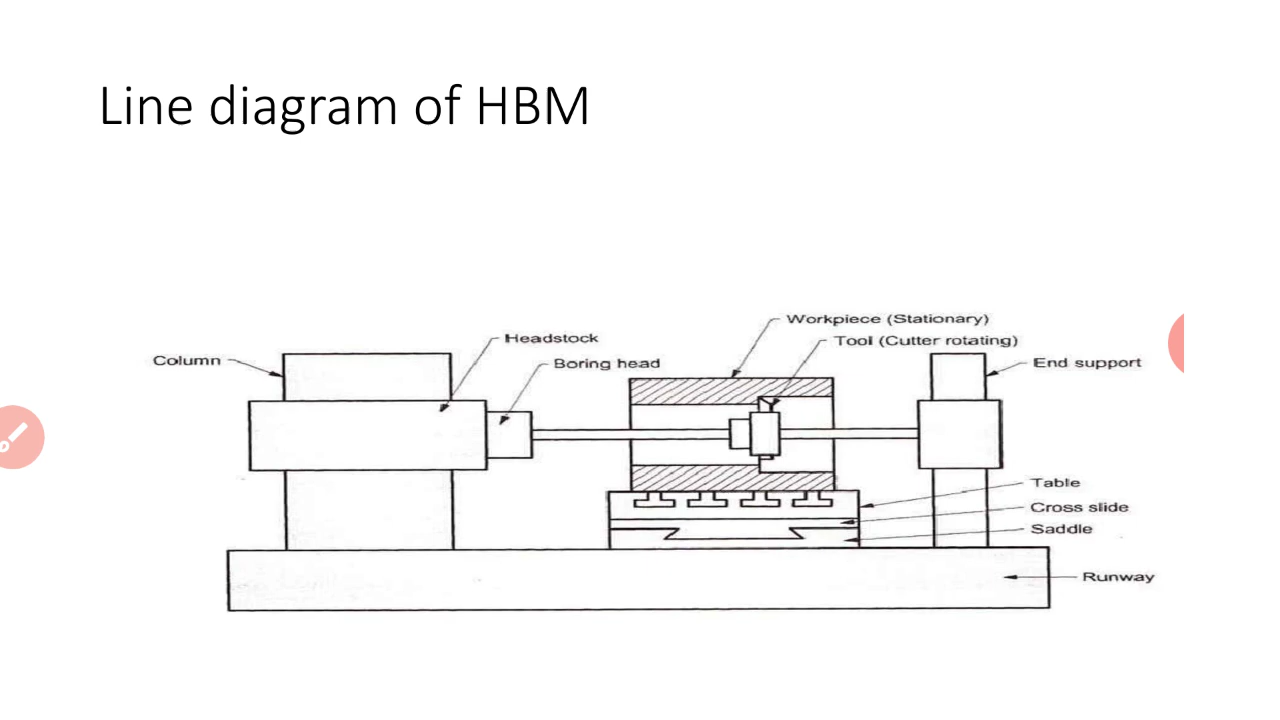 Line diagram of HBM
Workpiece (Stationary)
Headstock
Tool (Cutter rotating)
Column
Boring head
End support
Table
Cross slide
Saddle
Runway